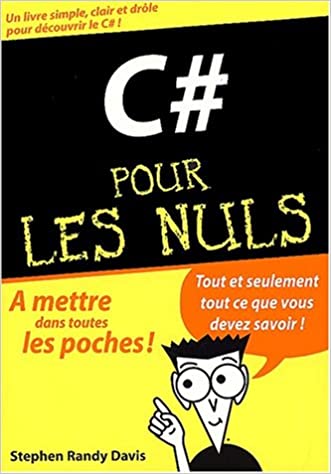 Un livre simple, clair et drôle
pour découvrir le C# !
C#
POUR
LES NULS
A mettre
dans toutes
les poches !
Tout et seulement
tout ce que vous
devez savoir !
Stephen Randy Davis